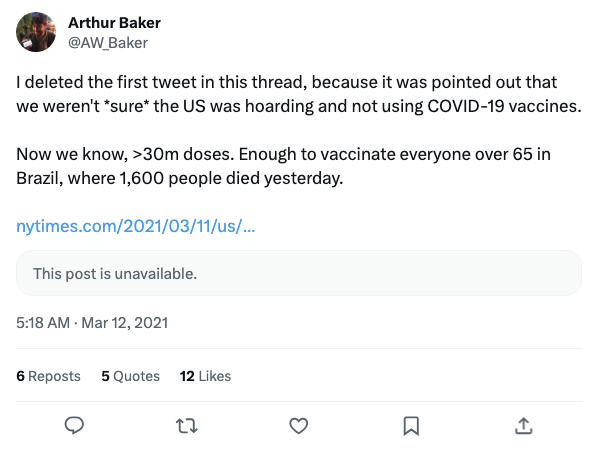 Arthur Baker
@AW_Baker
I deleted the first tweet in this thread, because it was pointed out that
we weren't *sure* the US was hoarding and not using COVID-19 vaccines.
Now we know, >30m doses. Enough to vaccinate everyone over 65 in
Brazil, where 1,600 people died yesterday.
nytimes.com/2021/03/11/us/...
This post is unavailable.
5:18 AM · Mar 12, 2021
6 Reposts 5 Quotes 12 Likes